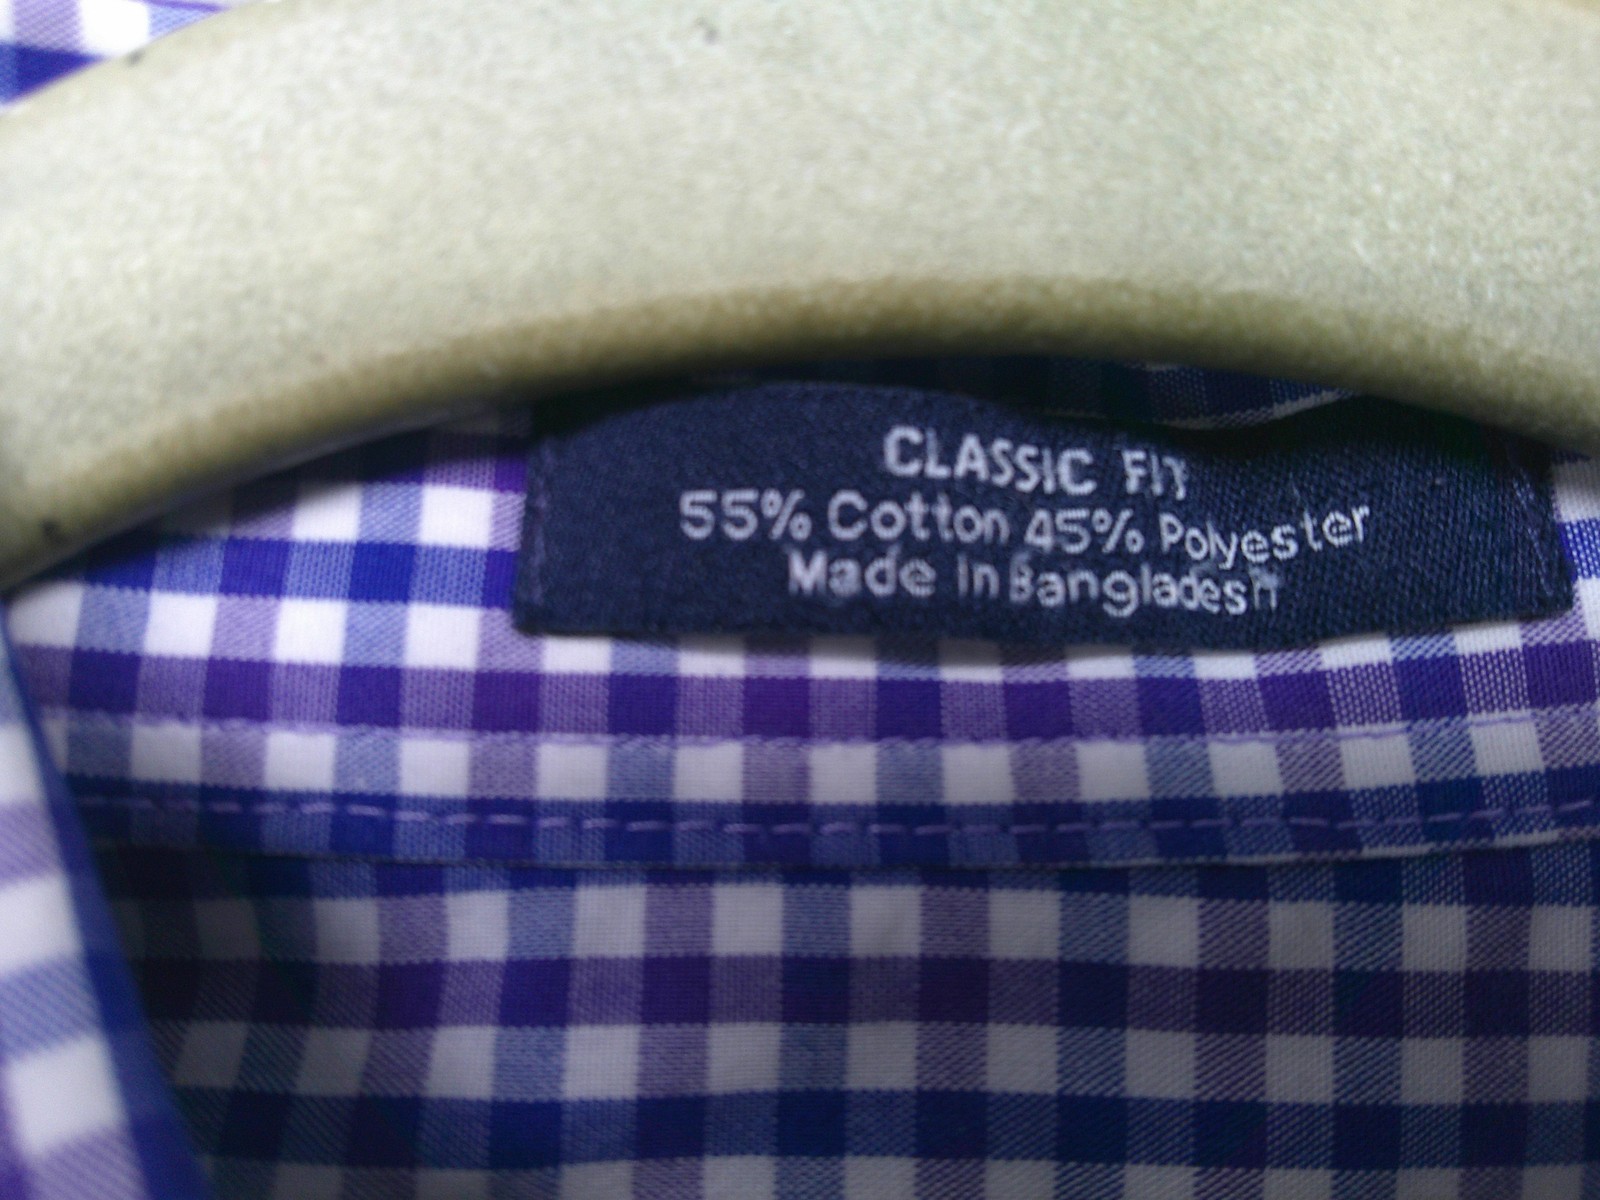 CLASSIC FIT
55% Cotton 45% Polyester
Made in Bangladesh